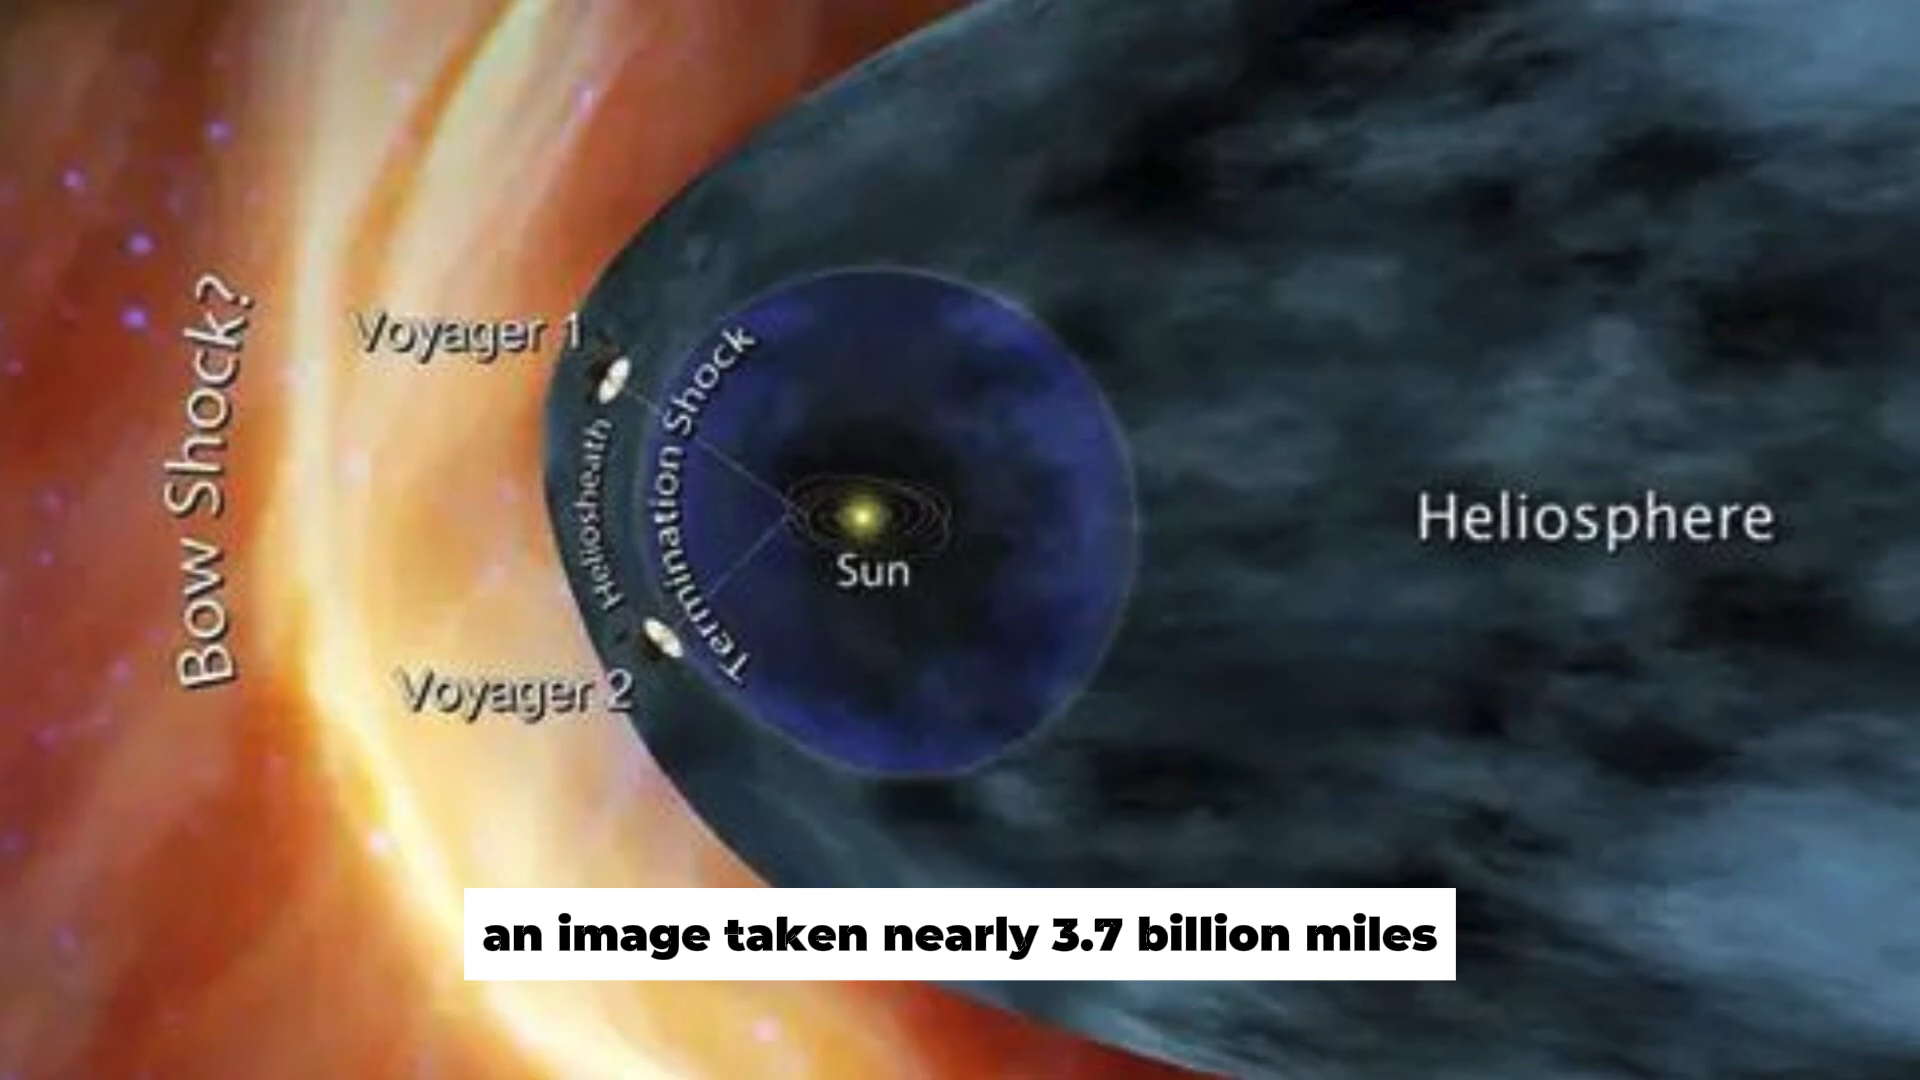 Bow Shock?
Voyager 1
Heliosheath
Termination Shock
Sun
Heliosphere
Voyager 2
an image taken nearly 3.7 billion miles